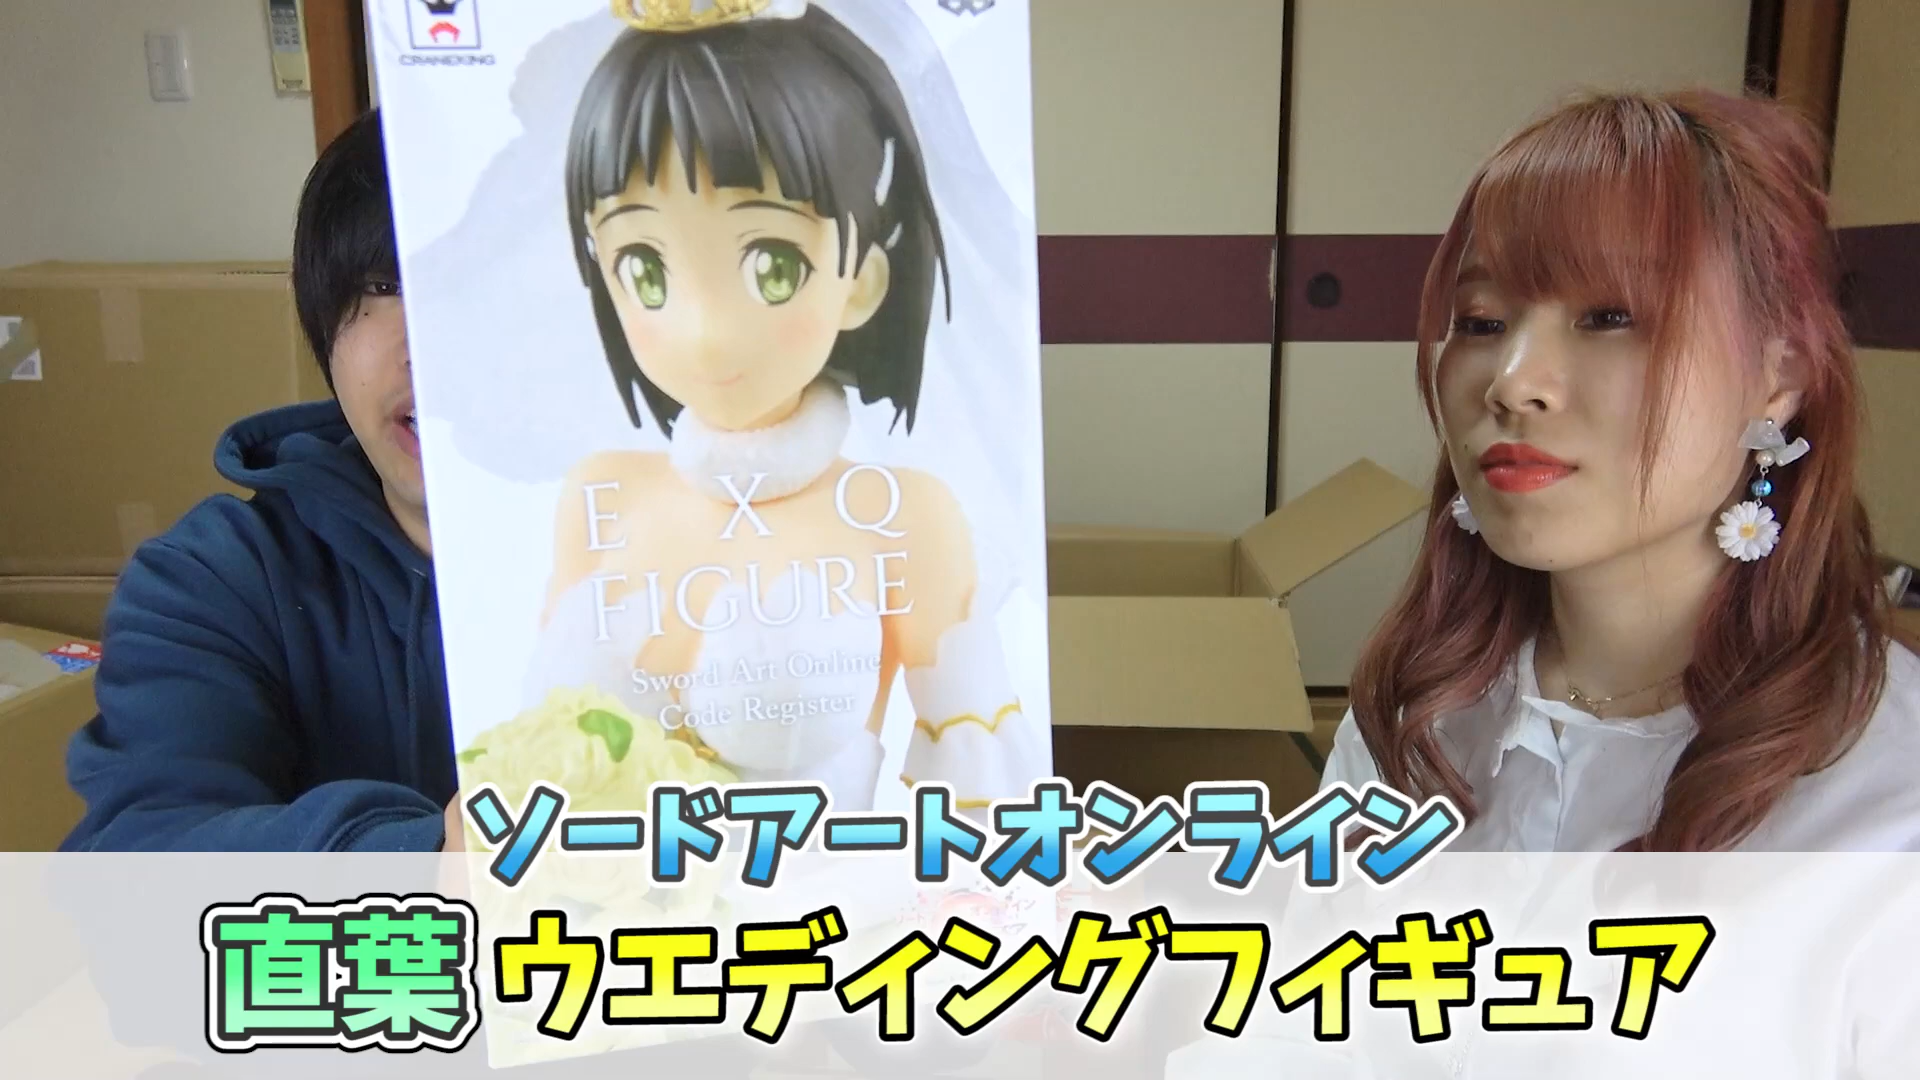 CRANEKING
E X Q
FIGURE
Sword Art Online
Code Register
ソードアートオンライン
直葉 ウエディングフィギュア